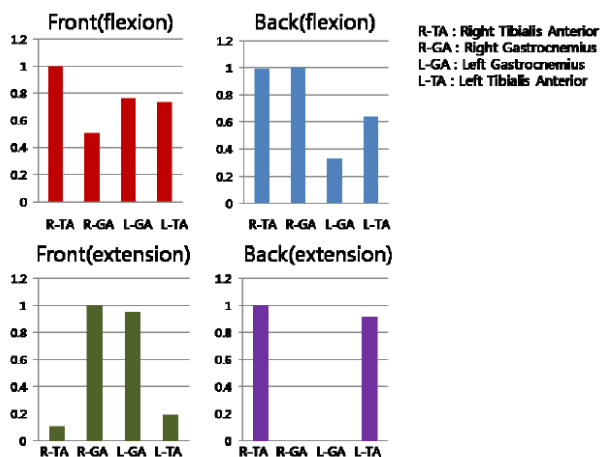 Front(flexion)
1.2
1
0.8
0.6
0.4
0.2
0
R-TA R-GA L-GA L-TA
Back(flexion)
1.2
1
0.8
0.6
0.4
0.2
0
R-TA R-GA L-GA L-TA
R-TA : Right Tibialis Anterior
R-GA : Right Gastrocnemius
L-GA : Left Gastrocnemius
L-TA : Left Tibialis Anterior
Front(extension)
1.2
1
0.8
0.6
0.4
0.2
0
R-TA R-GA L-GA L-TA
Back(extension)
1.2
1
0.8
0.6
0.4
0.2
0
R-TA R-GA L-GA L-TA